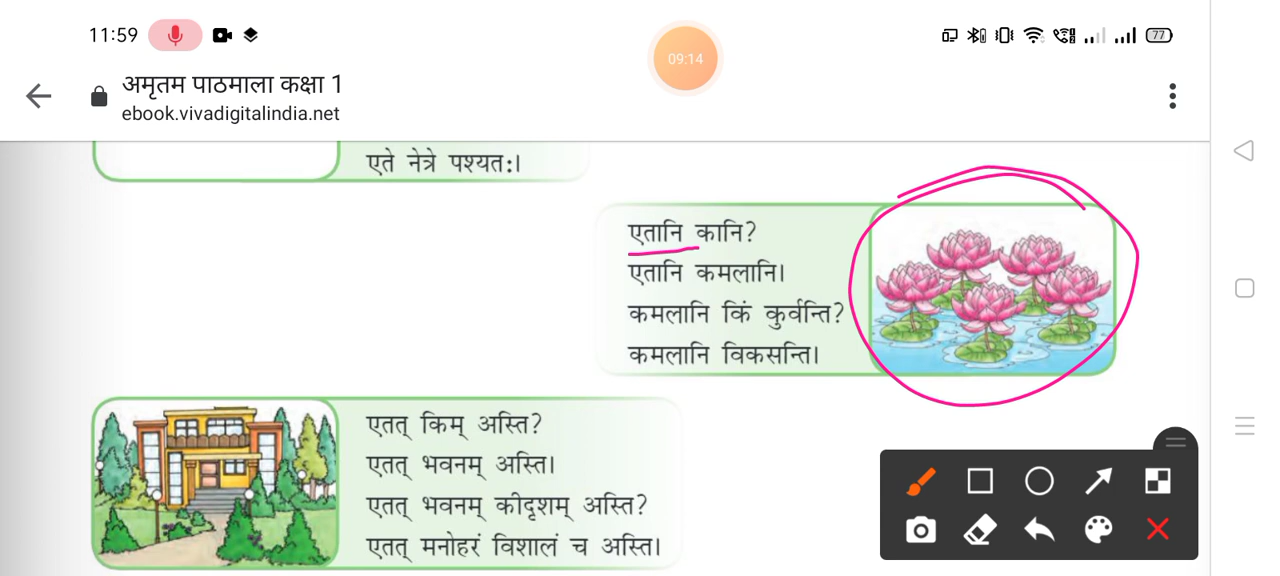 11:59
09:14
77
अमृतम पाठमाला कक्षा 1
ebook.vivadigitalindia.net
एते नेत्रे पश्यतः।
एतानि कानि?
एतानि कमलानि।
कमलानि किं कुर्वन्ति?
कमलानि विकसन्ति।
एतत् किम् अस्ति?
एतत् भवनम् अस्ति।
एतत् भवनम् कीदृशम् अस्ति?
एतत् मनोहरं विशालं च अस्ति।